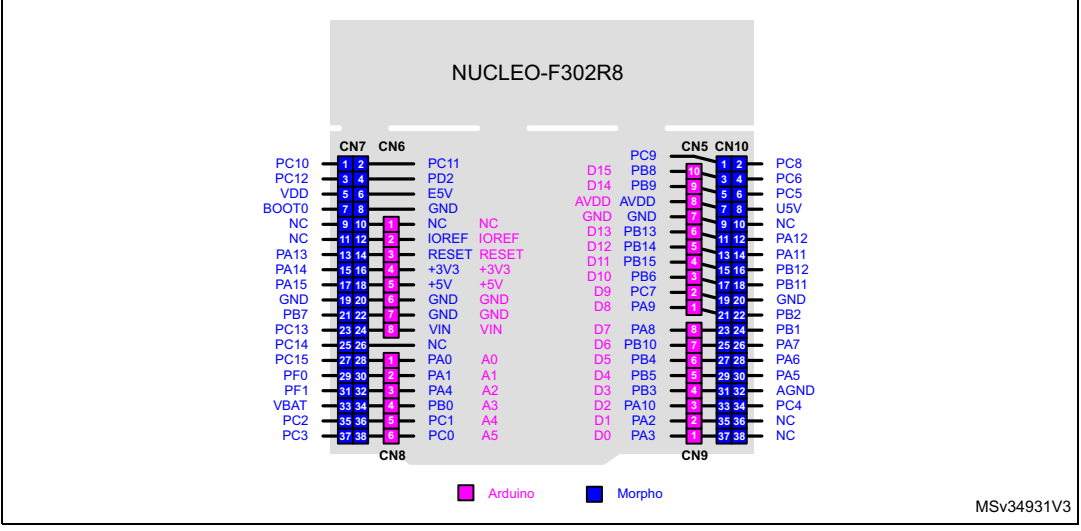 NUCLEO-F302R8
CN7 CN6 CN5 CN10
PC9
PC10 1 2 PC11 1 2 PC8
PC12 3 4 PD2 D15 PB8 10 3 4 PC6
VDD 5 6 E5V D14 PB9 9 5 6 PC5
BOOT0 7 8 GND AVDD AVDD 8 7 8 U5V
NC 9 10 1 NC NC GND GND 7 9 10 NC
NC 11 12 2 IOREF IOREF D13 PB13 6 11 12 PA12
PA13 13 14 3 RESET RESET D12 PB14 5 13 14 PA11
PA14 15 16 4 +3V3 +3V3 D11 PB15 4 15 16 PB12
PA15 17 18 5 +5V +5V D10 PB6 3 17 18 PB11
GND 19 20 6 GND GND D9 PC7 2 19 20 GND
PB7 21 22 7 GND GND D8 PA9 1 21 22 PB2
PC13 23 24 8 VIN VIN D7 PA8 8 23 24 PB1
PC14 25 26 NC D6 PB10 7 25 26 PA7
PC15 27 28 1 PA0 A0 D5 PB4 6 27 28 PA6
PF0 29 30 2 PA1 A1 D4 PB5 5 29 30 PA5
PF1 31 32 3 PA4 A2 D3 PB3 4 31 32 AGND
VBAT 33 34 4 PB0 A3 D2 PA10 3 33 34 PC4
PC2 35 36 5 PC1 A4 D1 PA2 2 35 36 NC
PC3 37 38 6 PC0 A5 D0 PA3 1 37 38 NC
CN8 CN9
Arduino Morpho
MSv34931V3